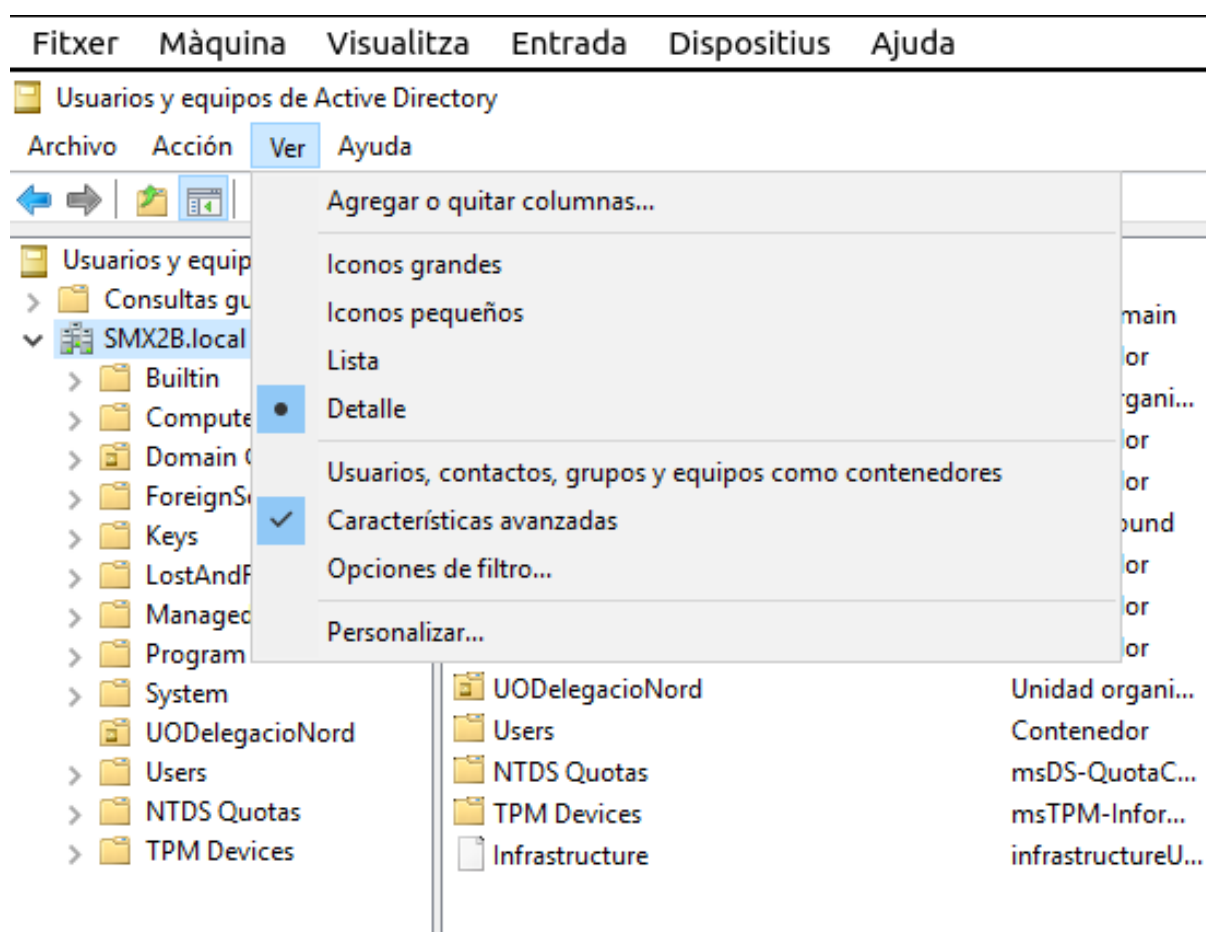 Fitxer Màquina Visualitza Entrada Dispositius Ajuda
Usuarios y equipos de Active Directory
Archivo Acción Ver Ayuda
Agregar o quitar columnas...
Iconos grandes
Iconos pequeños
Lista
Detalle
Usuarios, contactos, grupos y equipos como contenedores
Características avanzadas
Opciones de filtro...
Personalizar...
Usuarios y equip
Consultas gu
SMX2B.local
Builtin
Compute
Domain
ForeignSe
Keys
LostAndF
Managed
Program
System
UODelegacioNord
Users
NTDS Quotas
TPM Devices
main
or
gani...
or
or
ound
or
or
or
UODelegacioNord Unidad organi...
Users Contenedor
NTDS Quotas msDS-QuotaC...
TPM Devices msTPM-Infor...
Infrastructure infrastructureU...